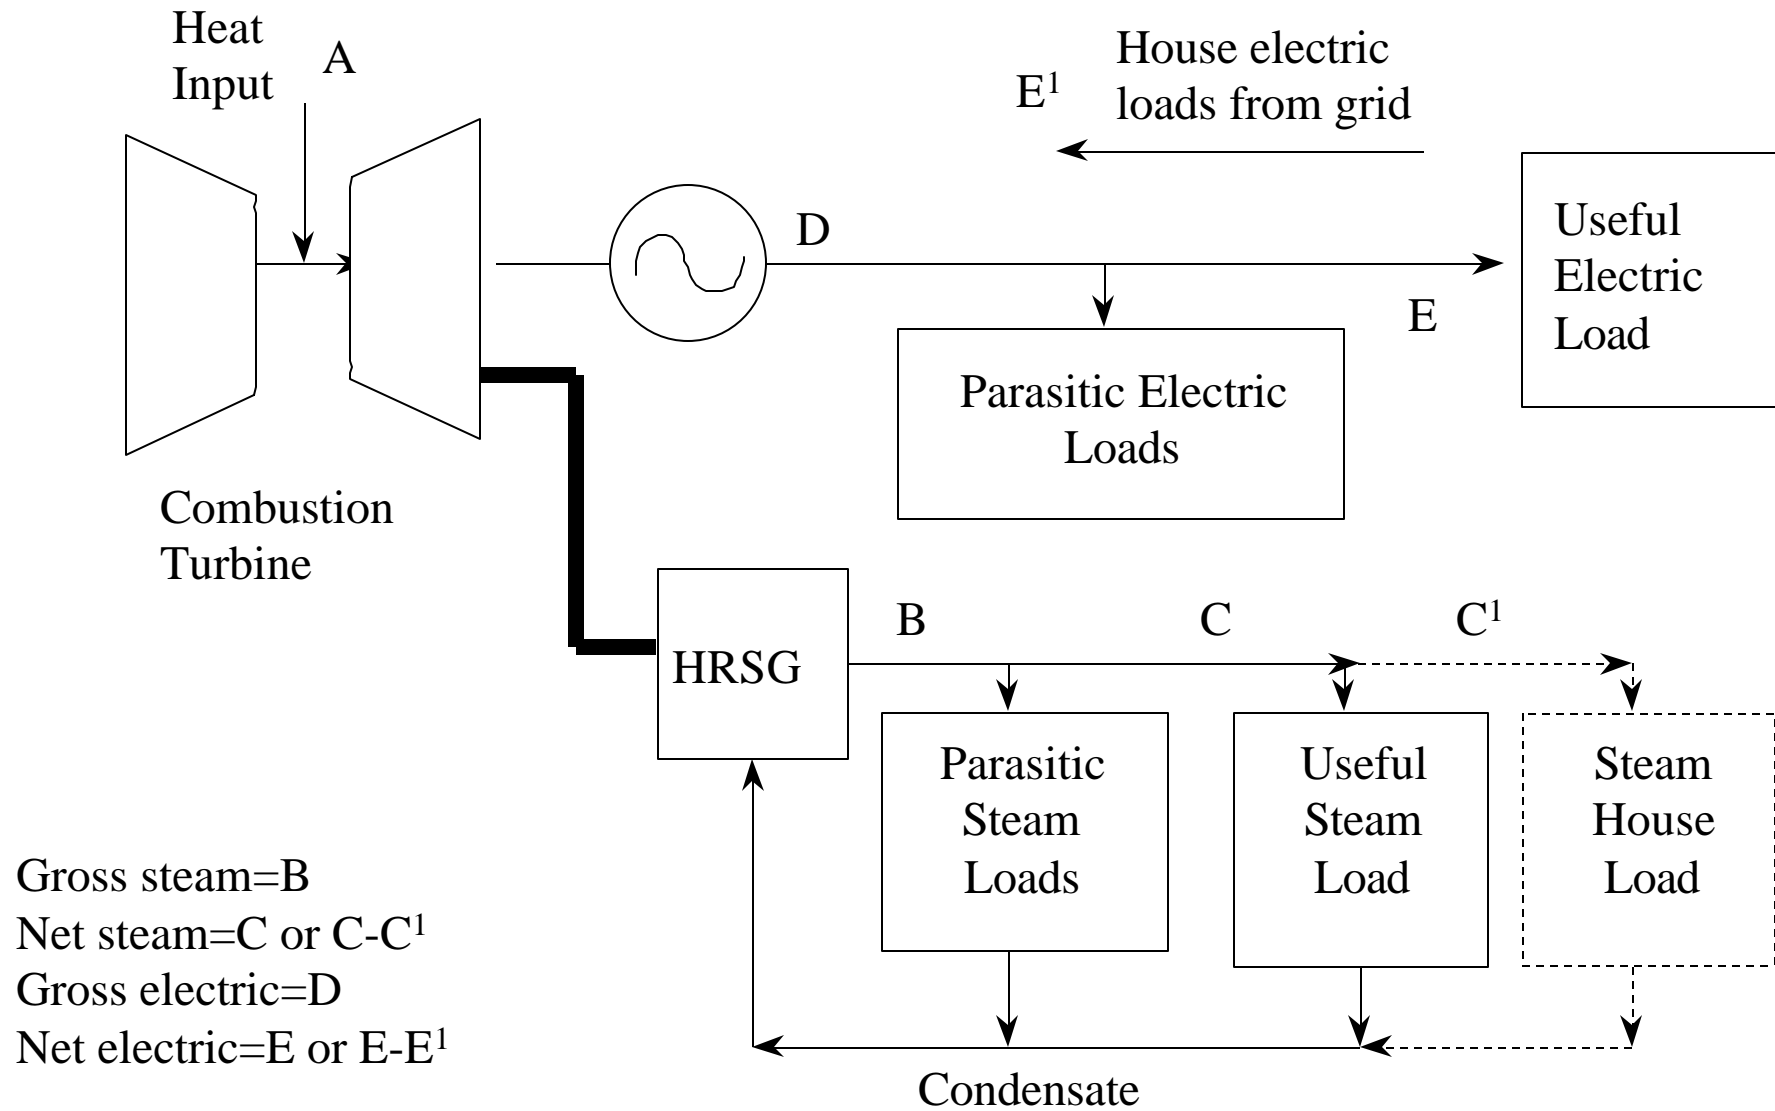 Heat
Input
A
House electric
loads from grid
E¹
Useful
Electric
Load
D
E
Parasitic Electric
Loads
Combustion
Turbine
HRSG
B
C
C¹
Parasitic
Steam
Loads
Useful
Steam
Load
Steam
House
Load
Gross steam=B
Net steam=C or C-C¹
Gross electric=D
Net electric=E or E-E¹
Condensate